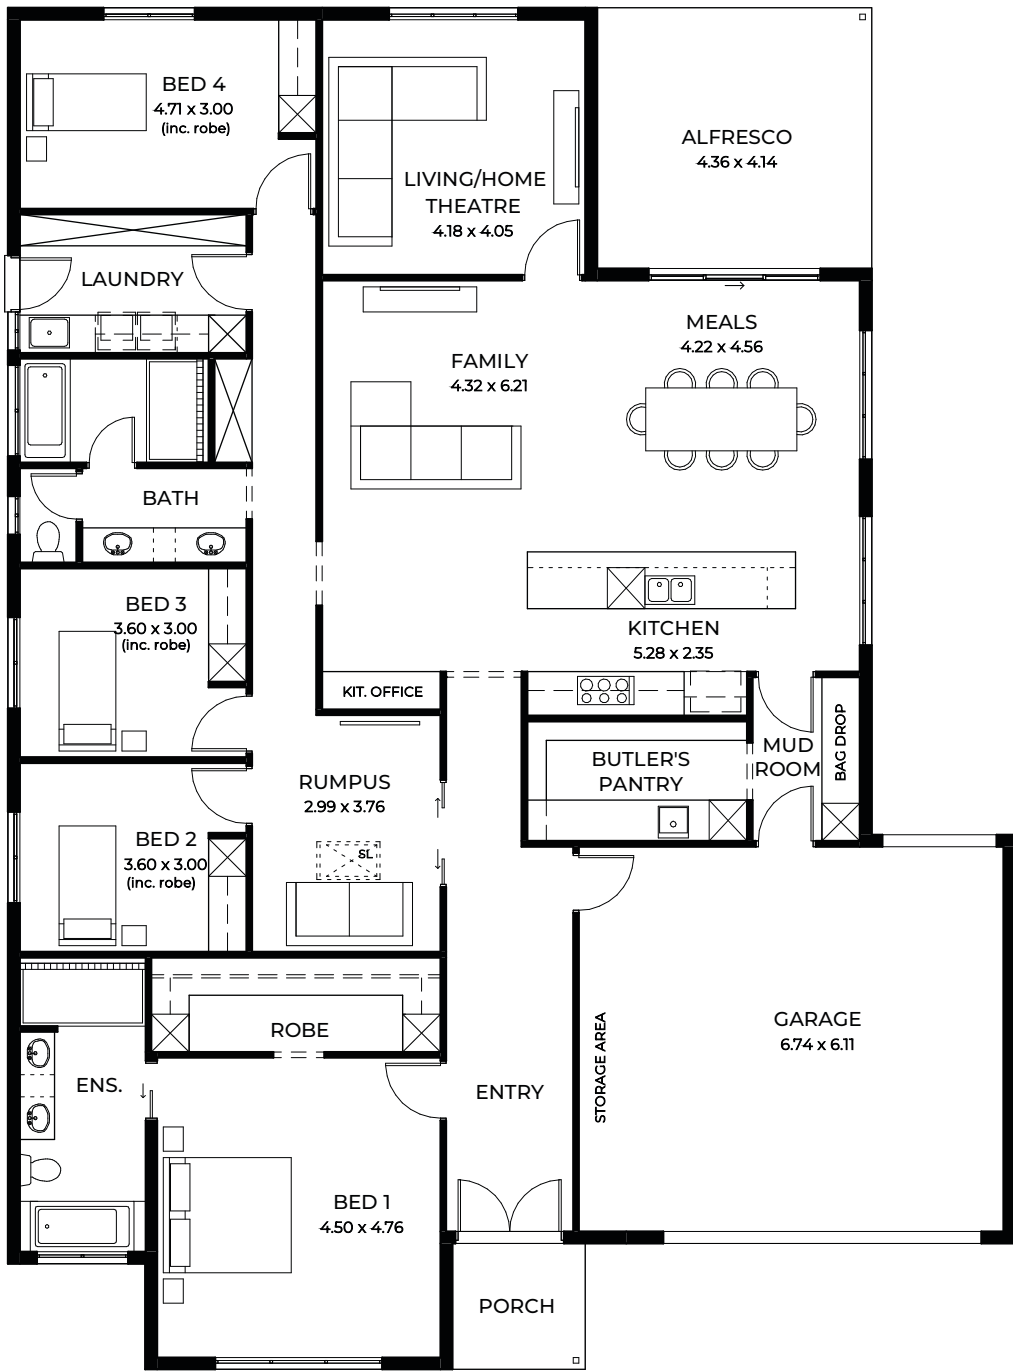 BED 4
4.71 x 3.00
(inc. robe)
LIVING/HOME
THEATRE
4.18 x 4.05
ALFRESCO
4.36 x 4.14
LAUNDRY
MEALS
4.22 x 4.56
FAMILY
4.32 x 6.21
BATH
BED 3
3.60 x 3.00
(inc. robe)
KITCHEN
5.28 x 2.35
KIT. OFFICE
BAG DROP
MUD
ROOM
BUTLER'S
PANTRY
RUMPUS
2.99 x 3.76
SL
BED 2
3.60 x 3.00
(inc. robe)
ROBE
GARAGE
6.74 x 6.11
STORAGE AREA
ENS.
ENTRY
BED 1
4.50 x 4.76
PORCH